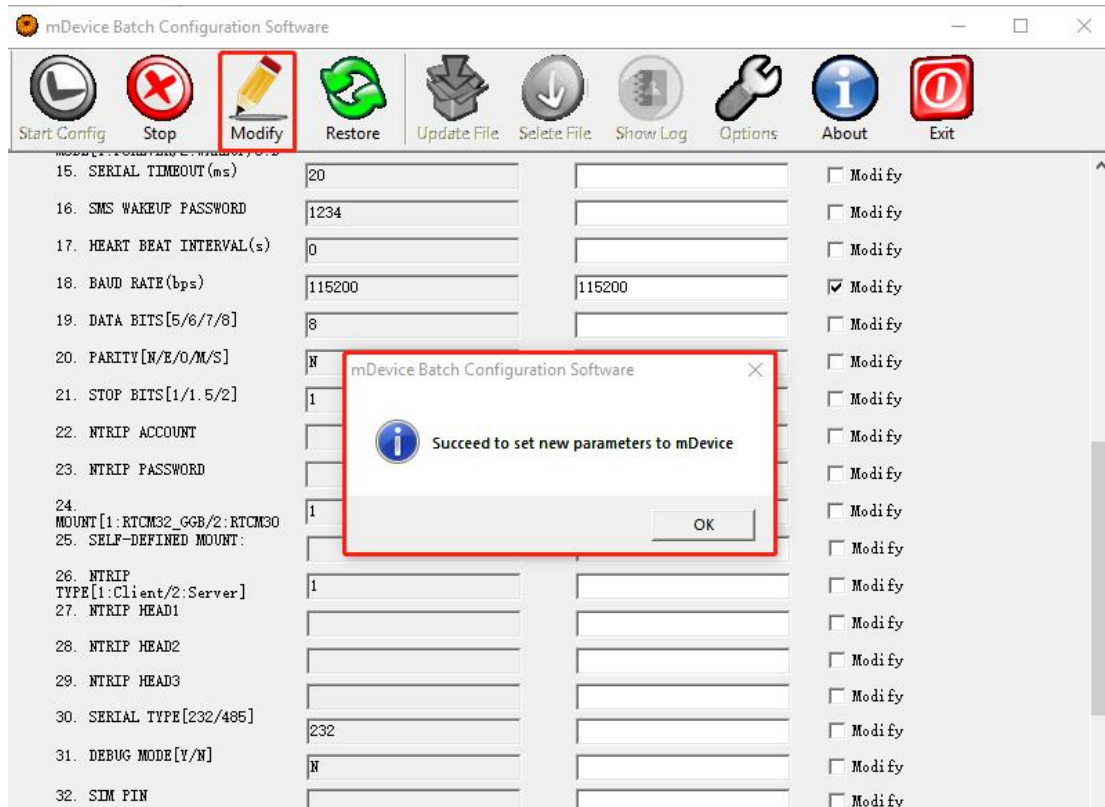 mDevice Batch Configuration Software
Start Config Stop Modify Restore Update File Selete File Show Log Options About Exit
15. SERIAL TIMEOUT(ms) 20 Modify
16. SMS WAKEUP PASSWORD 1234 Modify
17. HEART BEAT INTERVAL(s) 0 Modify
18. BAUD RATE(bps) 115200 115200 Modify
19. DATA BITS[5/6/7/8] 8 Modify
20. PARITY[N/E/O/M/S] N Modify
mDevice Batch Configuration Software
21. STOP BITS[1/1.5/2] 1 Modify
22. NTRIP ACCOUNT Modify
Succeed to set new parameters to mDevice
23. NTRIP PASSWORD Modify
24.
MOUNT[1:RTCM32_GGB/2:RTCM30 1 Modify
OK
25. SELF-DEFINED MOUNT: Modify
26. NTRIP
TYPE[1:Client/2:Server] 1 Modify
27. NTRIP HEAD1 Modify
28. NTRIP HEAD2 Modify
29. NTRIP HEAD3 Modify
30. SERIAL TYPE[232/485] 232 Modify
31. DEBUG MODE[Y/N] N Modify
32. SIM PIN Modify